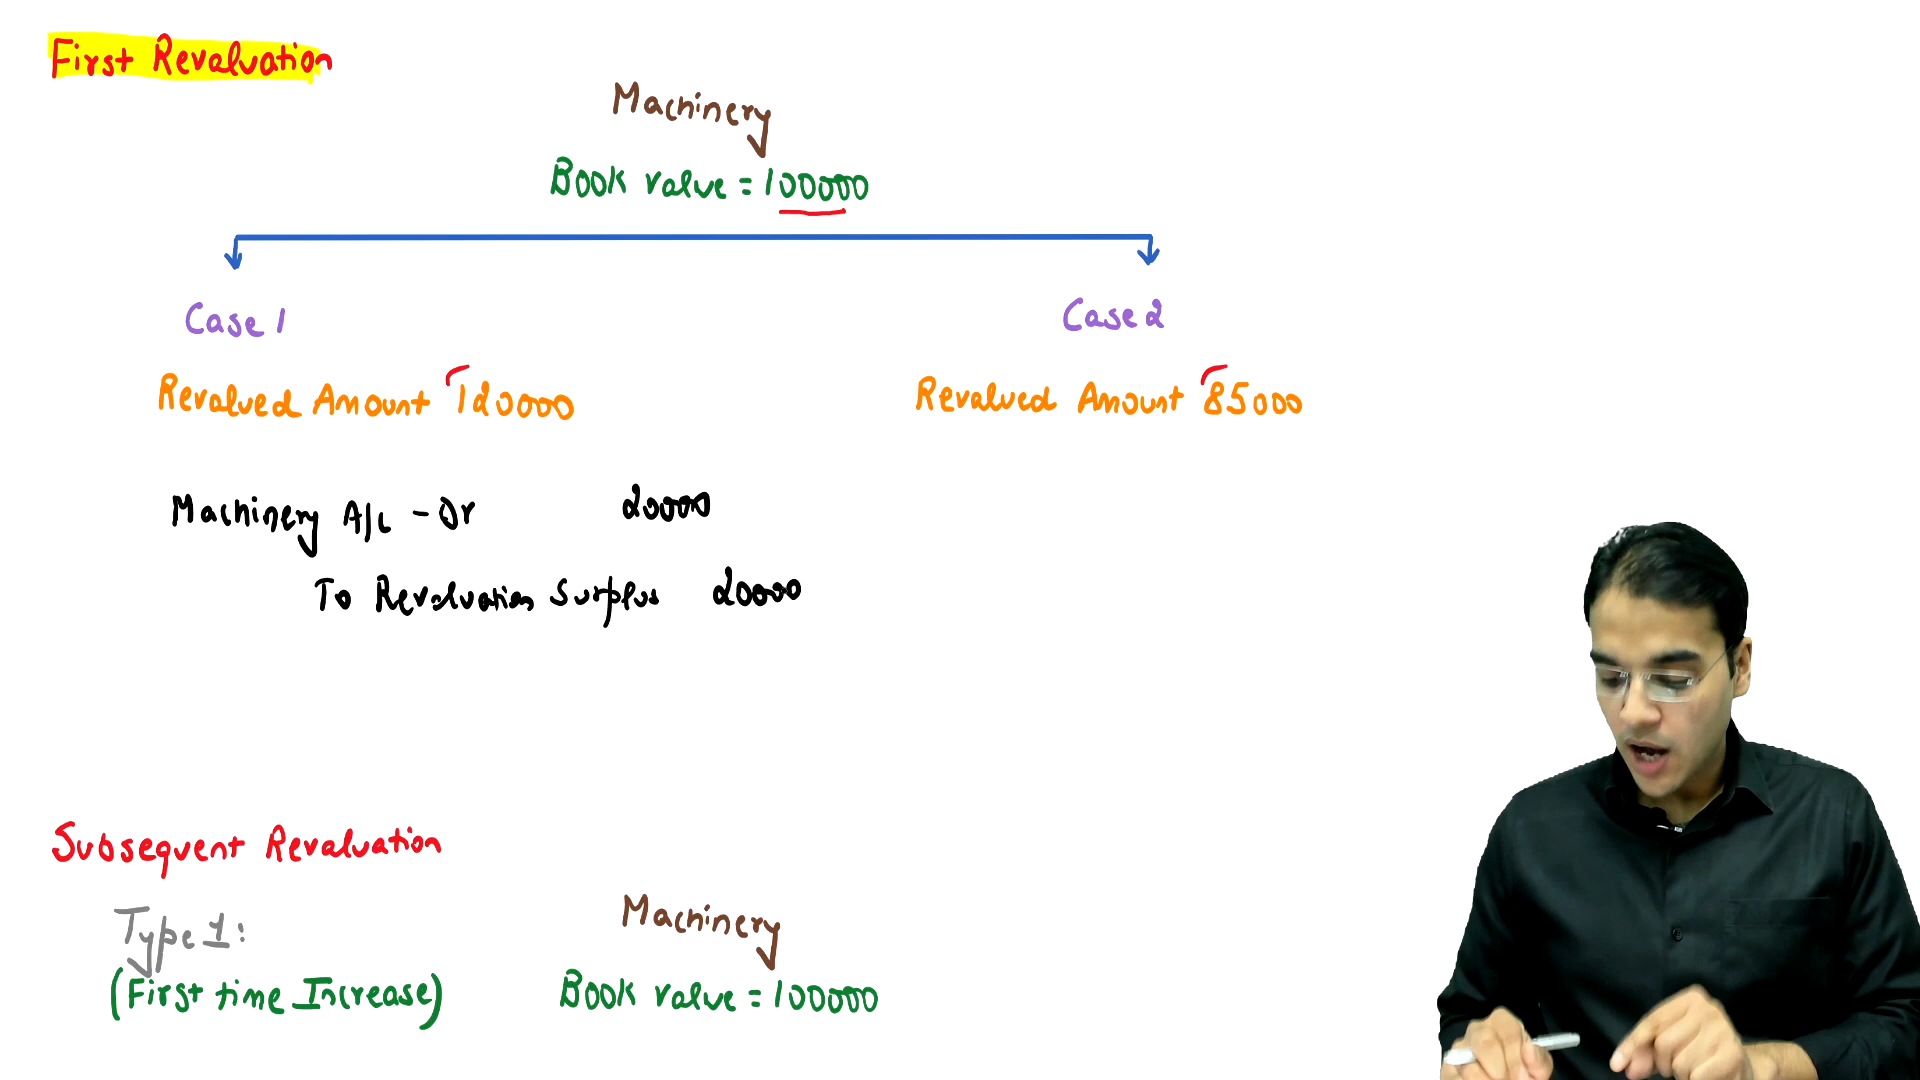 First Revaluation
Machinery
Book value = 100000
Case 1
Case 2
Revalued Amount 120000
Revalued Amount 85000
Machinery A/c - Dr 20000
To Revaluation Surplus 20000
Subsequent Revaluation
Type 1:
(First time Increase)
Machinery
Book value = 100000